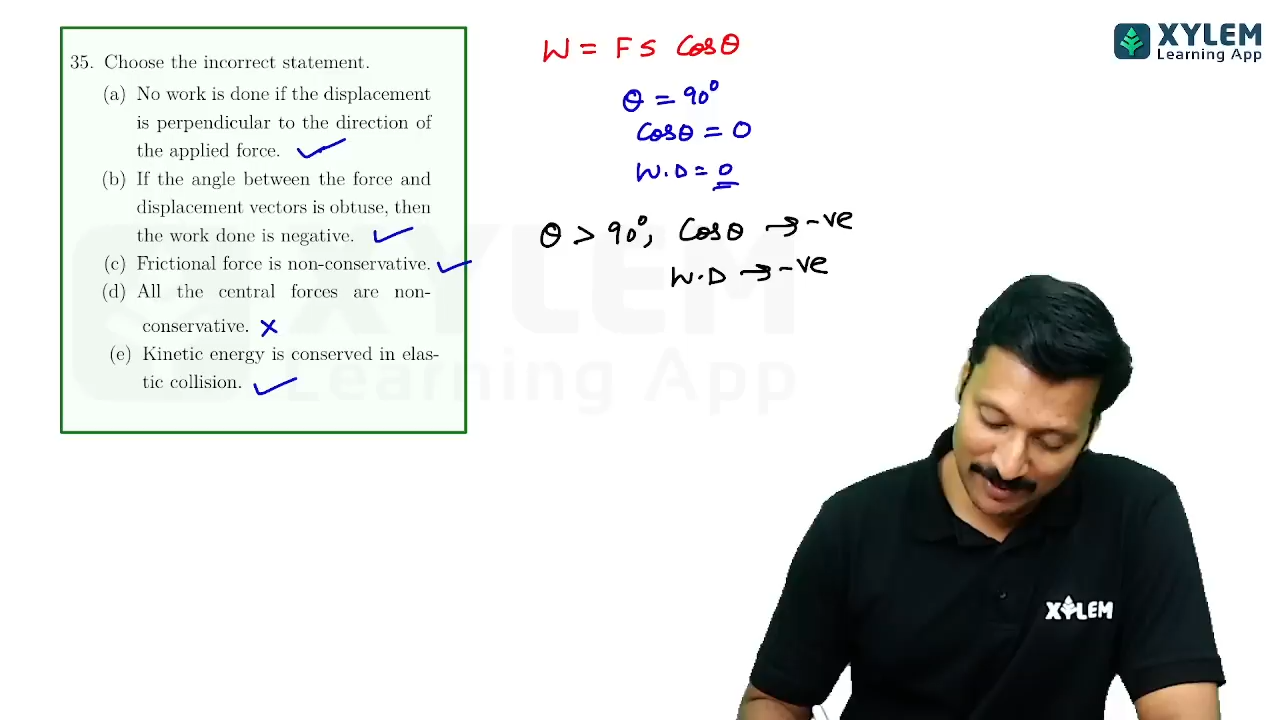 35. Choose the incorrect statement.
(a) No work is done if the displacement
is perpendicular to the direction of
the applied force.
(b) If the angle between the force and
displacement vectors is obtuse, then
the work done is negative.
(c) Frictional force is non-conservative.
(d) All the central forces are non-
conservative.
(e) Kinetic energy is conserved in elas-
tic collision.
W = F S Cosθ
θ = 90°
Cosθ = 0
W.D = 0
θ > 90°, Cosθ → -ve
W.D → -ve
XYLEM
Learning App
XYLEM
Learning App
XYLEM